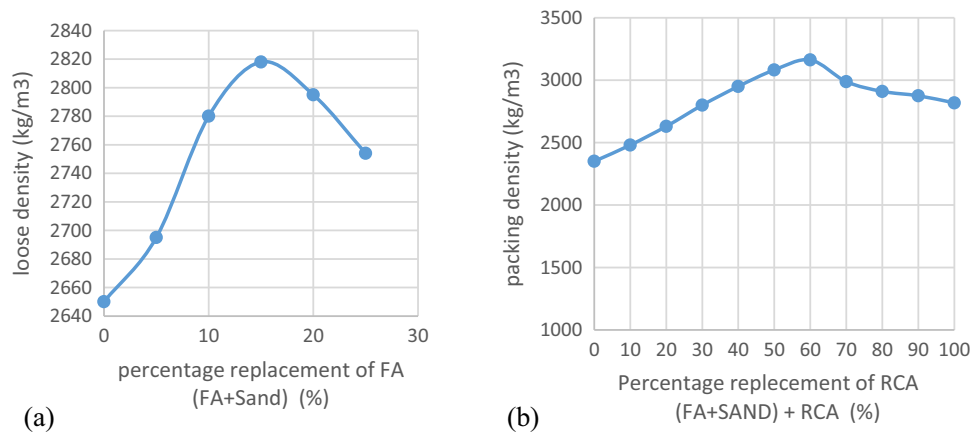 2840
2820
2800
2780
2760
2740
2720
2700
2680
2660
2640
0 10 20 30
loose density (kg/m3)
percentage replacement of FA
(FA+Sand) (%)
(a)
3500
3000
2500
2000
1500
1000
0 10 20 30 40 50 60 70 80 90 100
packing density (kg/m3)
Percentage replecement of RCA
(FA+SAND) + RCA (%)
(b)